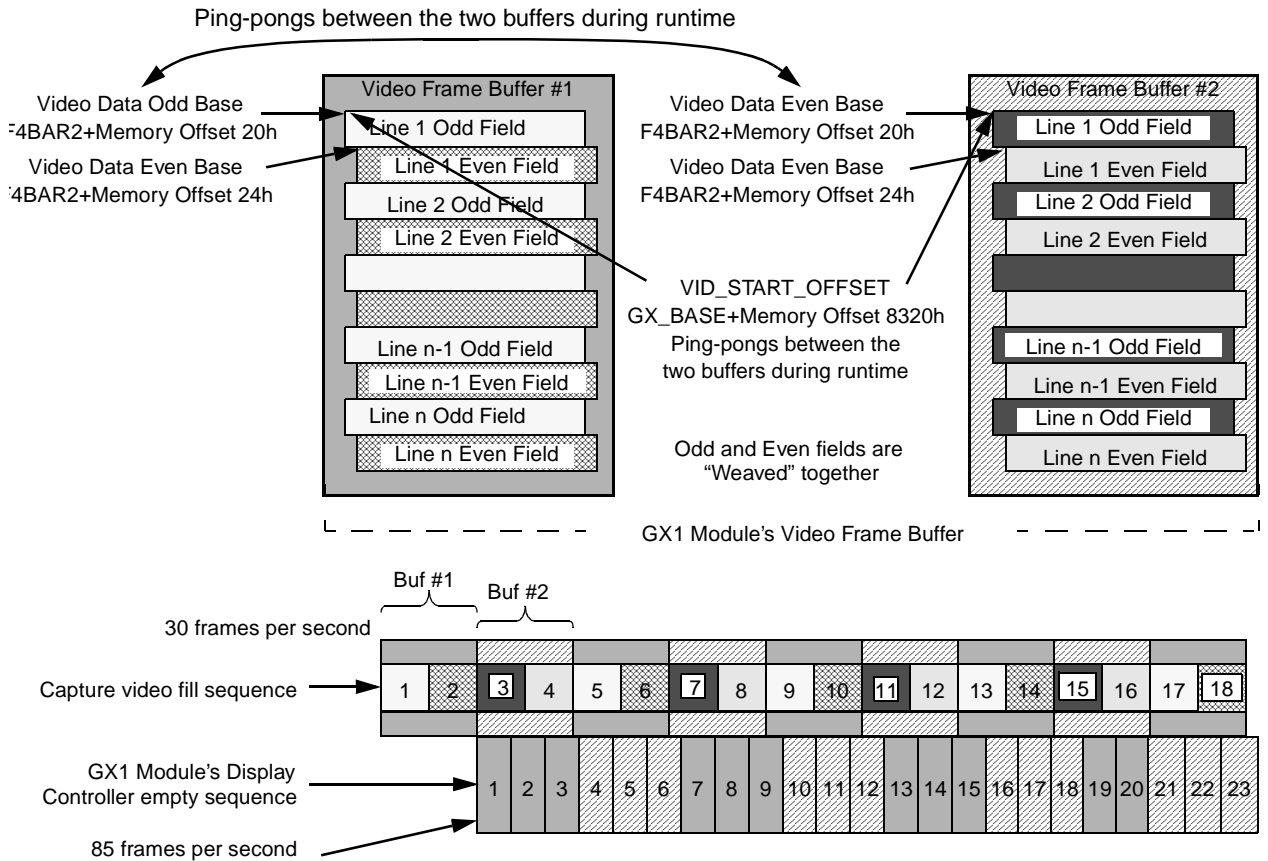 Ping-pongs between the two buffers during runtime
Video Frame Buffer #1
Video Data Odd Base
F4BAR2+Memory Offset 20h
Video Data Even Base
F4BAR2+Memory Offset 24h
Line 1 Odd Field
Line 1 Even Field
Line 2 Odd Field
Line 2 Even Field
Line n-1 Odd Field
Line n-1 Even Field
Line n Odd Field
Line n Even Field
Video Data Even Base
F4BAR2+Memory Offset 20h
Video Data Even Base
F4BAR2+Memory Offset 24h
VID_START_OFFSET
GX_BASE+Memory Offset 8320h
Ping-pongs between the
two buffers during runtime
Odd and Even fields are
“Weaved” together
Video Frame Buffer #2
Line 1 Odd Field
Line 1 Even Field
Line 2 Odd Field
Line 2 Even Field
Line n-1 Odd Field
Line n-1 Even Field
Line n Odd Field
Line n Even Field
GX1 Module’s Video Frame Buffer
Buf #1
Buf #2
30 frames per second
Capture video fill sequence
1 2 3 4 5 6 7 8 9 10 11 12 13 14 15 16 17 18
GX1 Module’s Display
Controller empty sequence
1 2 3 4 5 6 7 8 9 10 11 12 13 14 15 16 17 18 19 20 21 22 23
85 frames per second